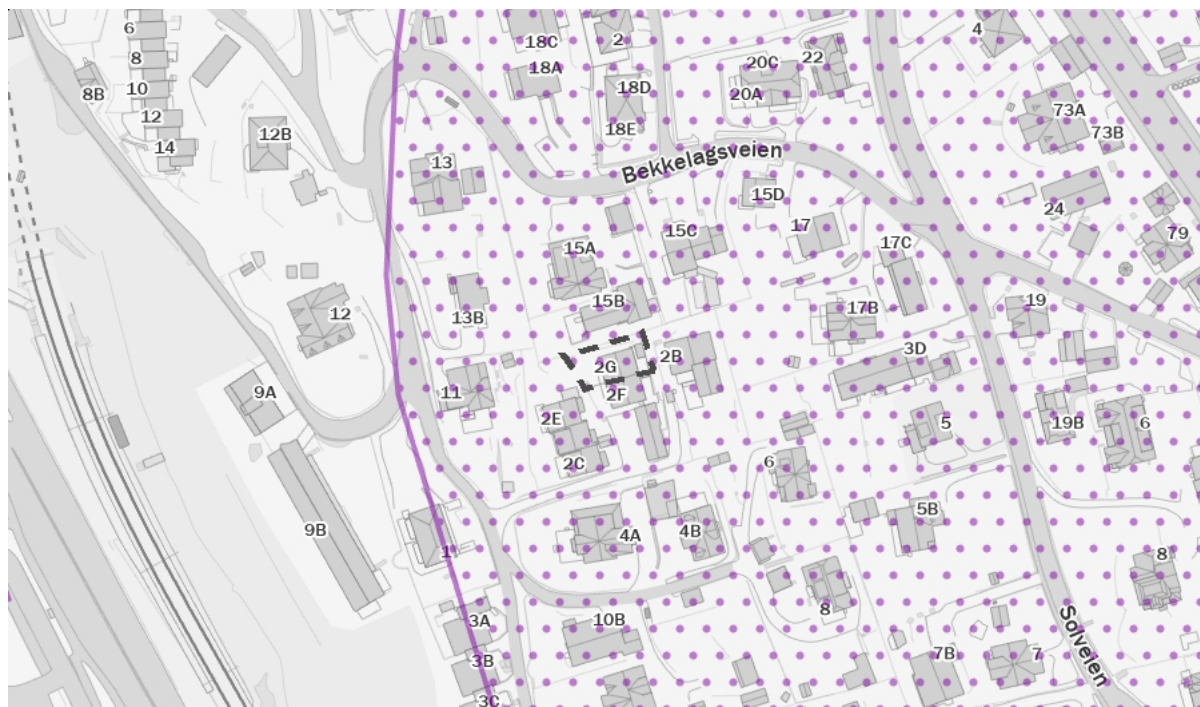 6
8
8B
10
12
14
12B
18C
18A
2
18D
18E
20C
20A
22
4
73A
73B
24
79
13
Bekkelagsveien
15D
15A
15C
17
17C
12
13B
15B
17B
19
3D
2G
2B
2F
11
9A
2E
2C
5
19B
6
6
9B
5B
4A
4B
1
8
8
3A
10B
3B
7B
7
3C
Solveien